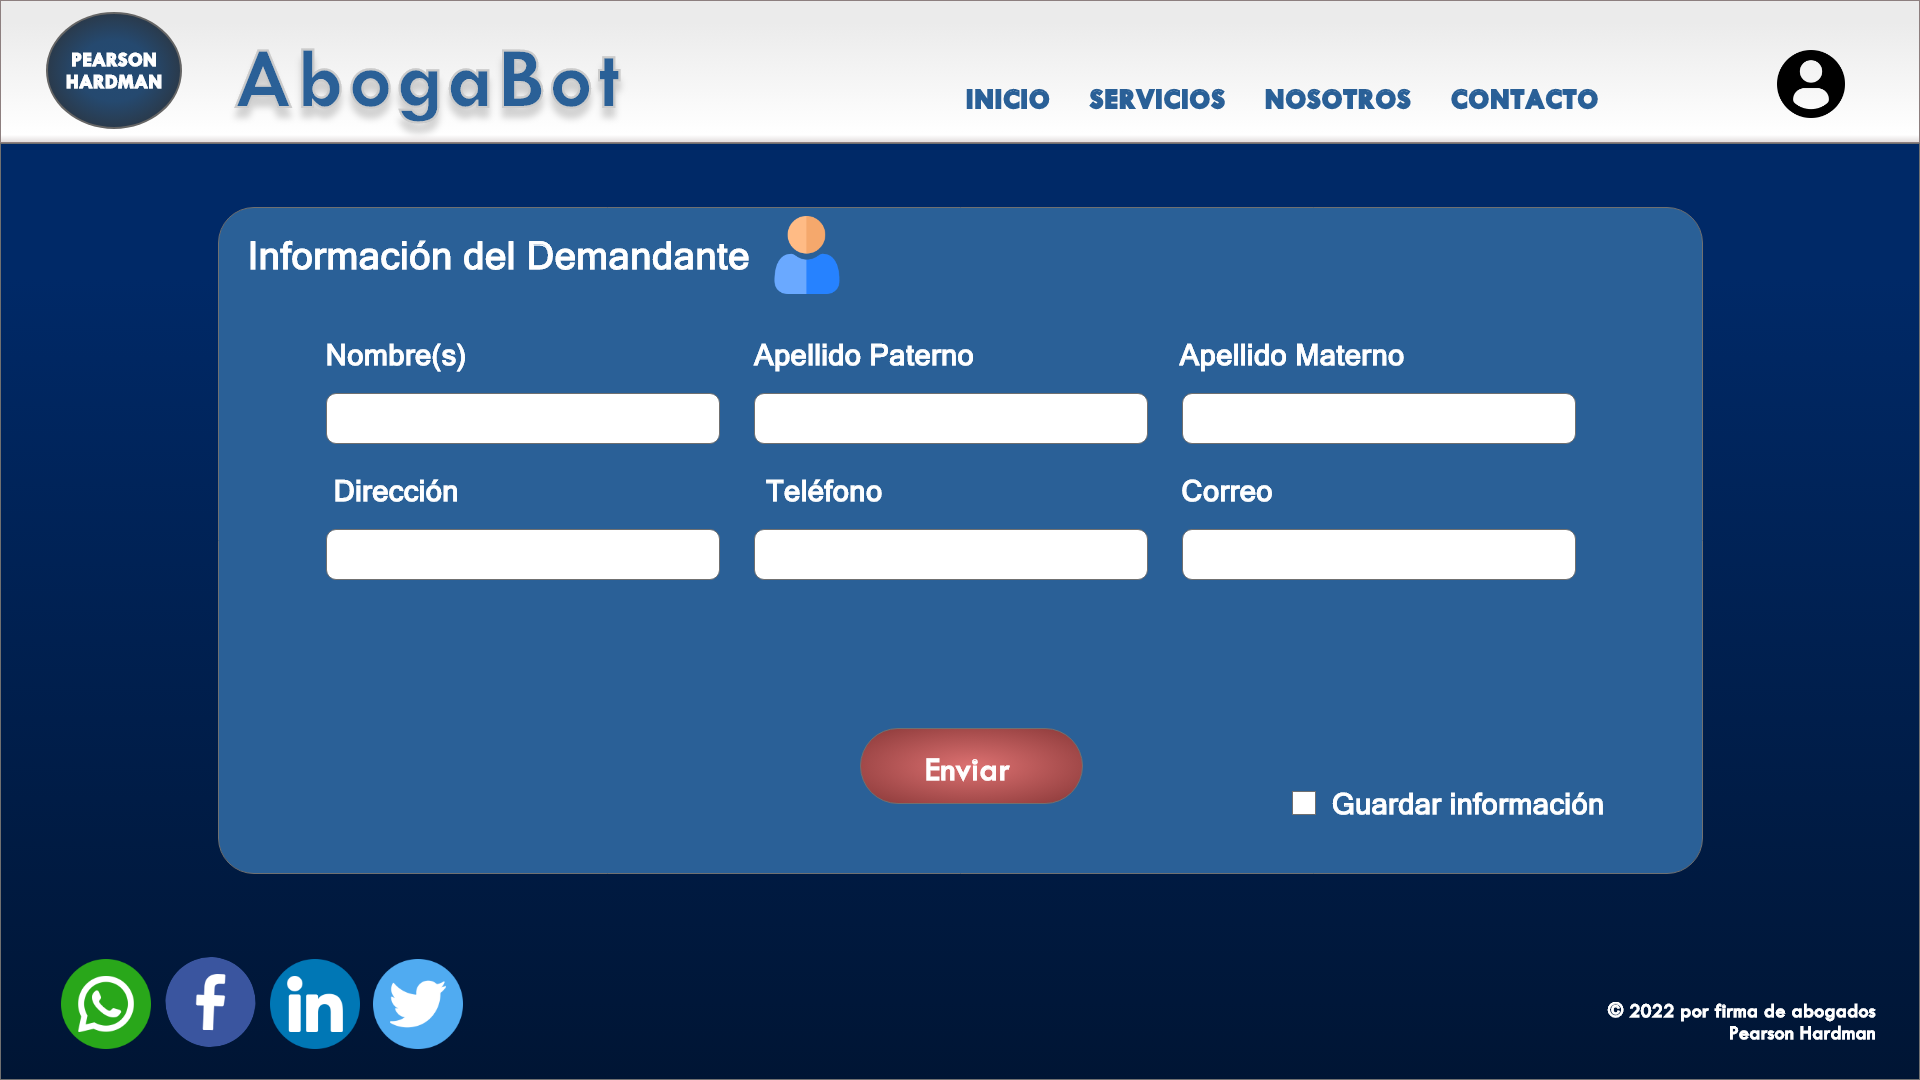 PEARSON
HARDMAN
AbogaBot
INICIO SERVICIOS NOSOTROS CONTACTO
Información del Demandante
Nombre(s) Apellido Paterno Apellido Materno
Dirección Teléfono Correo
Enviar
Guardar información
© 2022 por firma de abogados
Pearson Hardman